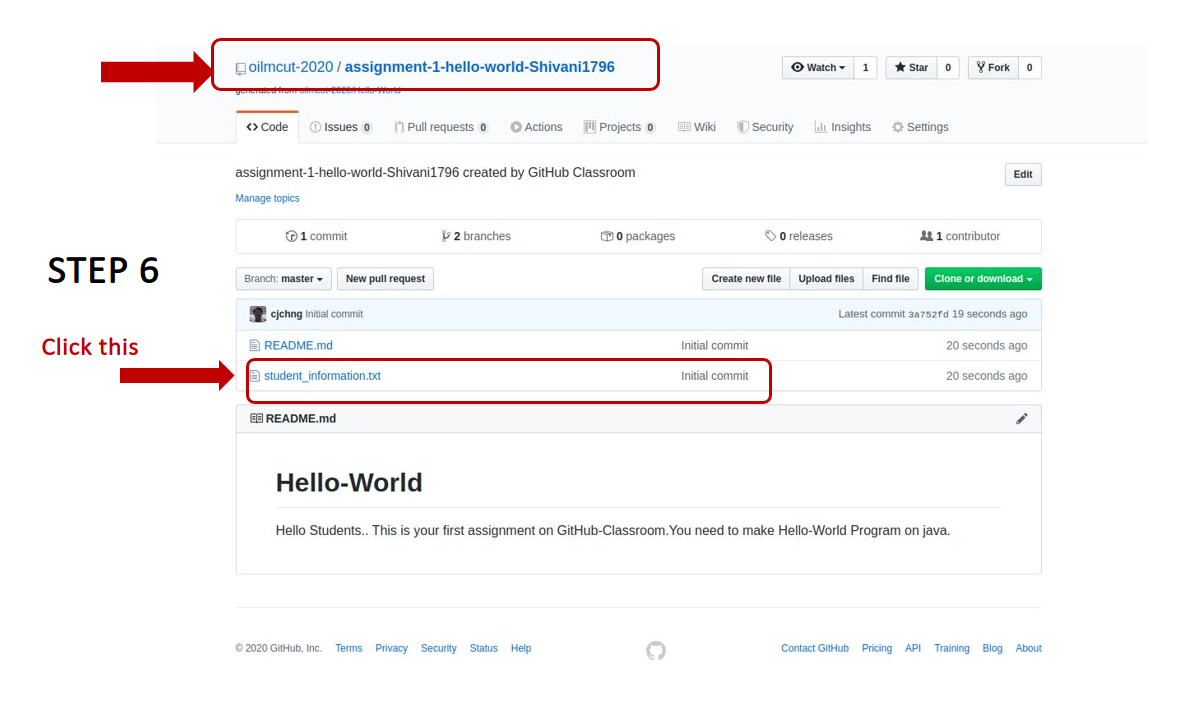 oilmcut-2020 / assignment-1-hello-world-Shivani1796
generated from oilmcut-2020/Hello-World
Watch 1 Star 0 Fork 0
Code Issues 0 Pull requests 0 Actions Projects 0 Wiki Security Insights Settings
assignment-1-hello-world-Shivani1796 created by GitHub Classroom Edit
Manage topics
1 commit 2 branches 0 packages 0 releases 1 contributor
STEP 6
Branch: master New pull request Create new file Upload files Find file Clone or download
cjchng Initial commit Latest commit 3a752fd 19 seconds ago
Click this
README.md Initial commit 20 seconds ago
student_information.txt Initial commit 20 seconds ago
README.md
Hello-World
Hello Students.. This is your first assignment on GitHub-Classroom.You need to make Hello-World Program on java.
© 2020 GitHub, Inc. Terms Privacy Security Status Help Contact GitHub Pricing API Training Blog About